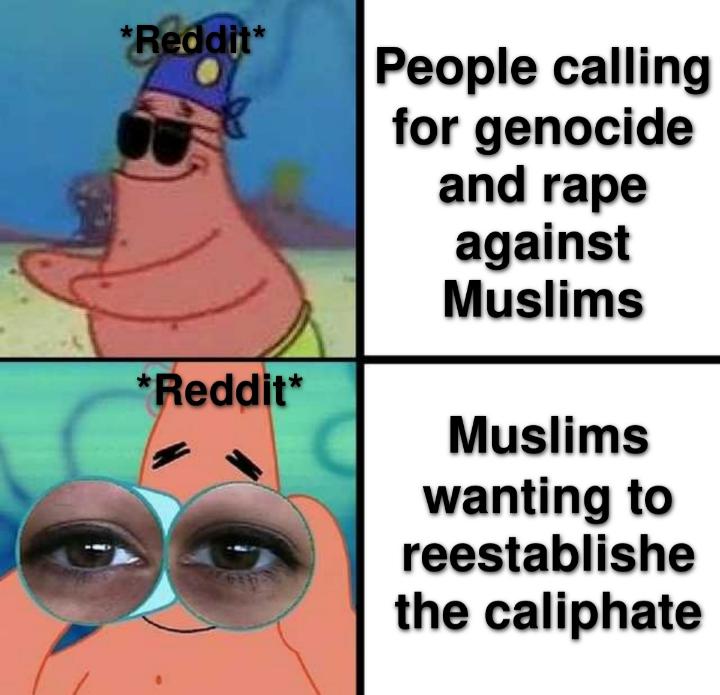 *Reddit*
People calling
for genocide
and rape
against
Muslims
*Reddit*
Muslims
wanting to
reestablishe
the caliphate